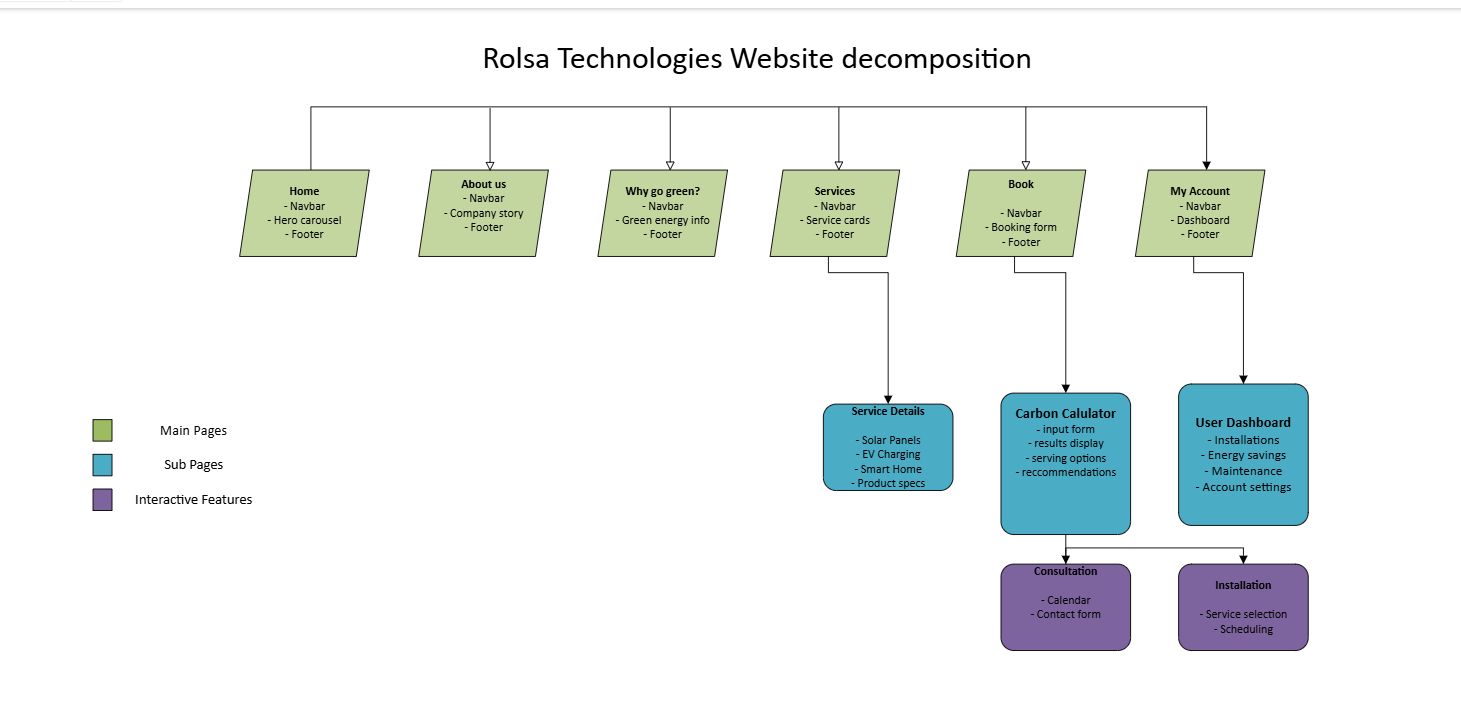 Rolsa Technologies Website decomposition
Home
- Navbar
- Hero carousel
- Footer
About us
- Navbar
- Company story
- Footer
Why go green?
- Navbar
- Green energy info
- Footer
Services
- Navbar
- Service cards
- Footer
Book
- Navbar
- Booking form
- Footer
My Account
- Navbar
- Dashboard
- Footer
Main Pages
Sub Pages
Interactive Features
Service Details
- Solar Panels
- EV Charging
- Smart Home
- Product specs
Carbon Calulator
- input form
- results display
- serving options
- reccommendations
User Dashboard
- Installations
- Energy savings
- Maintenance
- Account settings
Consultation
- Calendar
- Contact form
Installation
- Service selection
- Scheduling